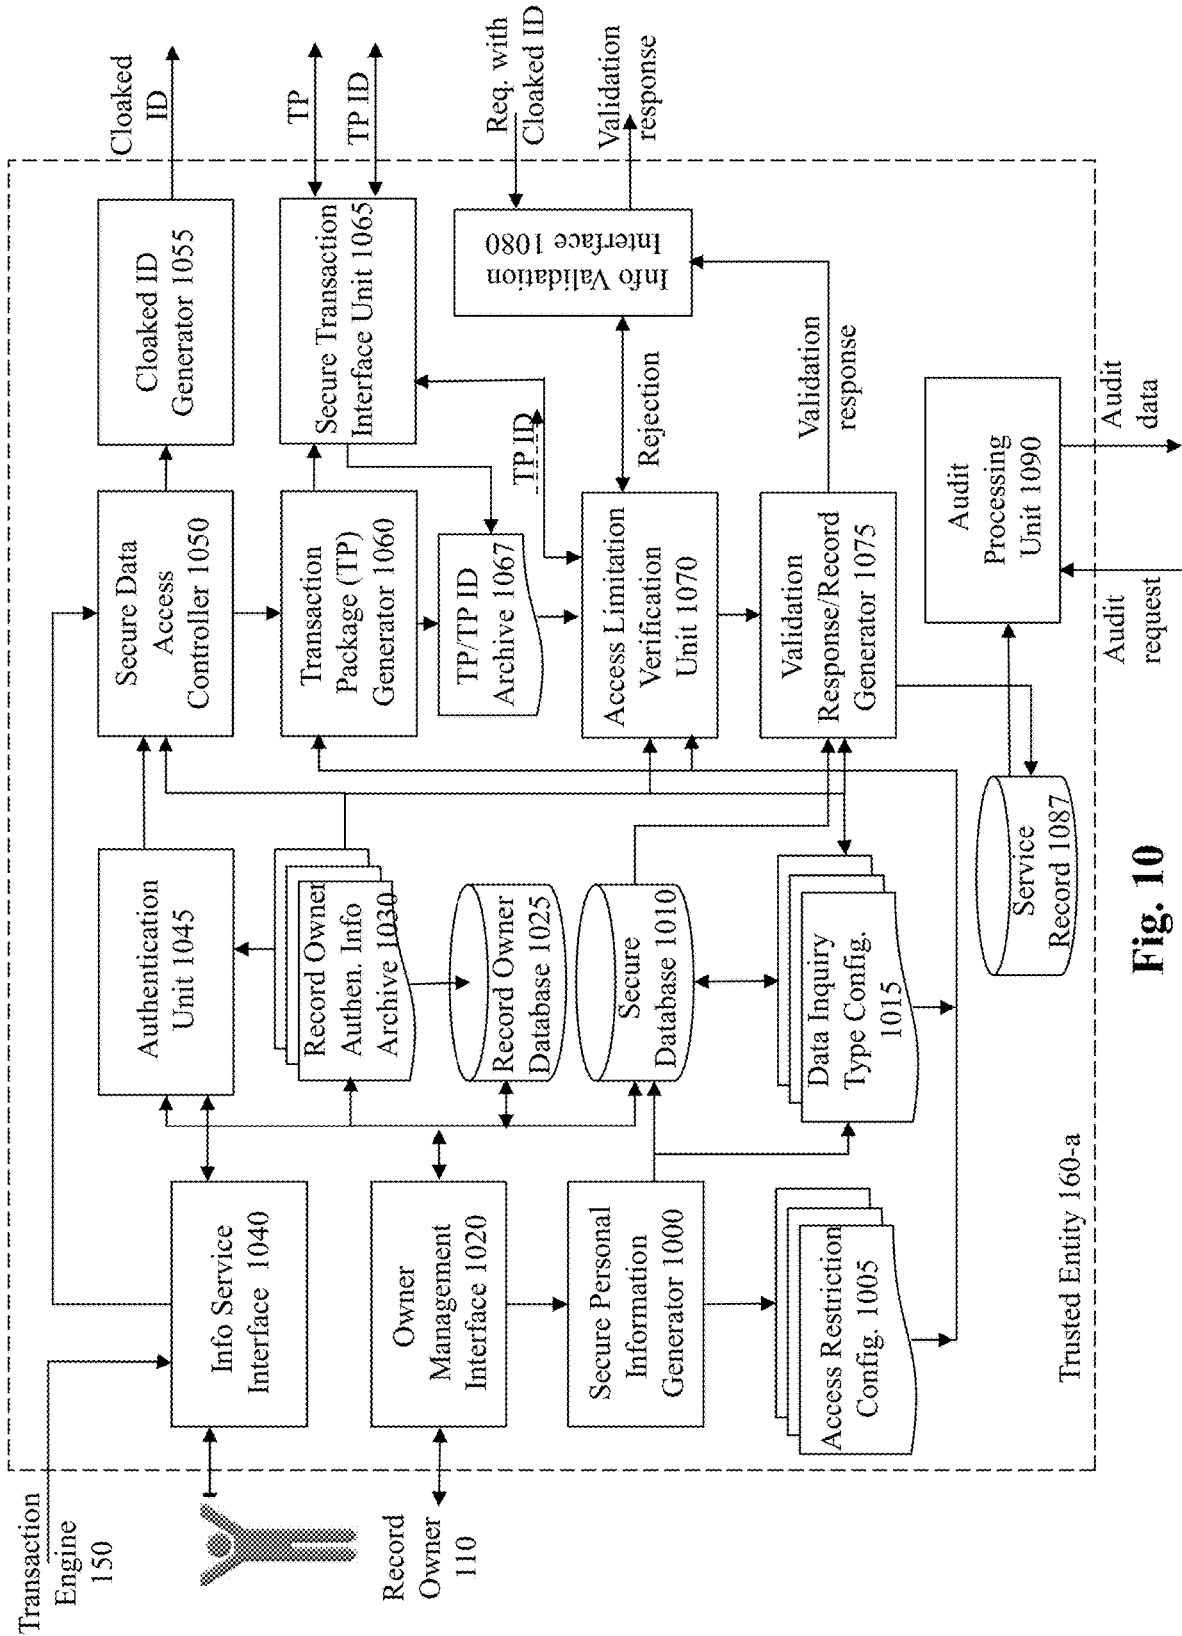 Transaction
Engine
150
Record
Owner
110
Info Service
Interface 1040
Owner
Management
Interface 1020
Secure Personal
Information
Generator 1000
Access Restriction
Config. 1005
Authentication
Unit 1045
Record Owner
Authen. Info
Archive 1030
Record Owner
Database 1025
Secure
Database 1010
Data Inquiry
Type Config.
1015
Secure Data
Access
Controller 1050
Transaction
Package (TP)
Generator 1060
TP/TP ID
Archive 1067
Access Limitation
Verification
Unit 1070
Validation
Response/Record
Generator 1075
Service
Record 1087
Cloaked ID
Generator 1055
Secure Transaction
Interface Unit 1065
TP ID
Info Validation
Interface 1080
Rejection
Validation
response
Audit
Processing
Unit 1090
Cloaked
ID
TP
TP ID
Req. with
Cloaked ID
Validation
response
Audit
request
Audit
data
Trusted Entity 160-a
Fig. 10